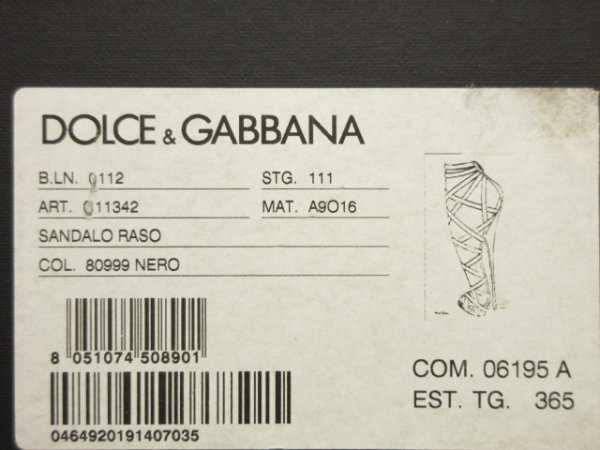 DOLCE & GABBANA
B.LN. 0112 STG. 111
ART. C11342 MAT. A9O16
SANDALO RASO
COL. 80999 NERO
8 051074 508901
0464920191407035
COM. 06195 A
EST. TG. 365